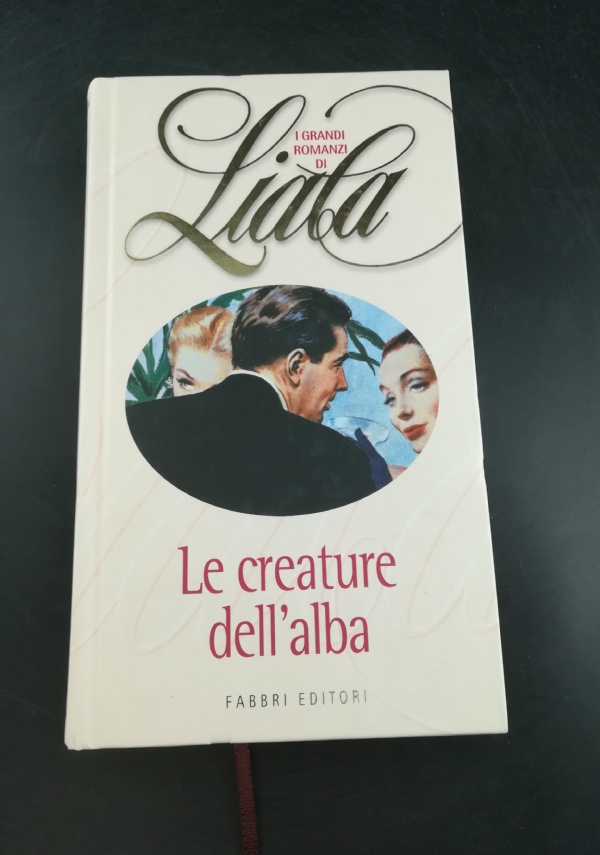 I GRANDI
ROMANZI
DI
Liala
Le creature
dell'alba
FABBRI EDITORI